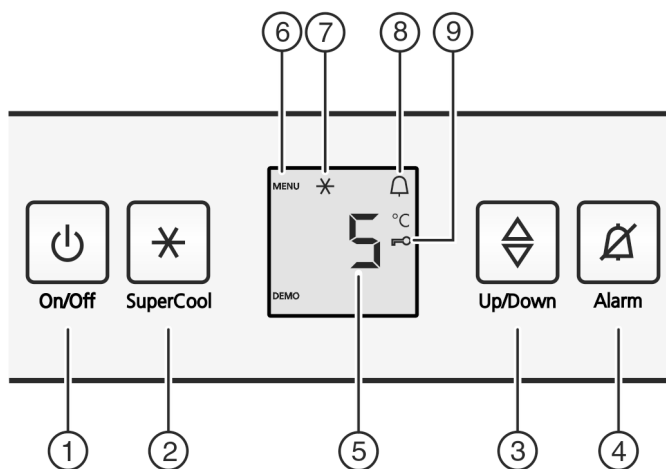 6 7 8 9
MENU
°C
5
DEMO
On/Off SuperCool Up/Down Alarm
1 2 5 3 4